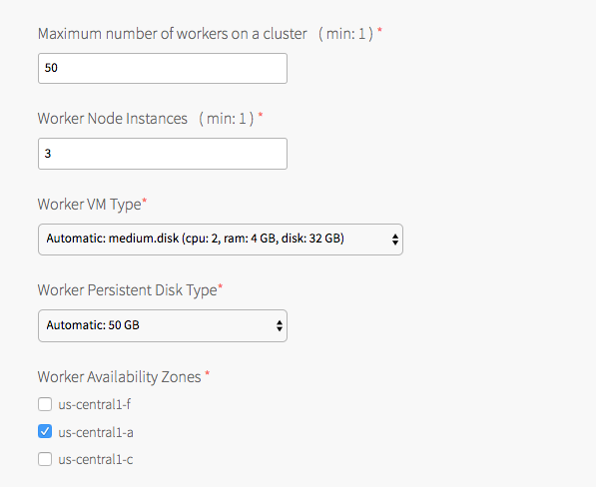 Maximum number of workers on a cluster ( min: 1 ) *
50
Worker Node Instances ( min: 1 ) *
3
Worker VM Type*
Automatic: medium.disk (cpu: 2, ram: 4 GB, disk: 32 GB)
Worker Persistent Disk Type*
Automatic: 50 GB
Worker Availability Zones *
us-central1-f
us-central1-a
us-central1-c